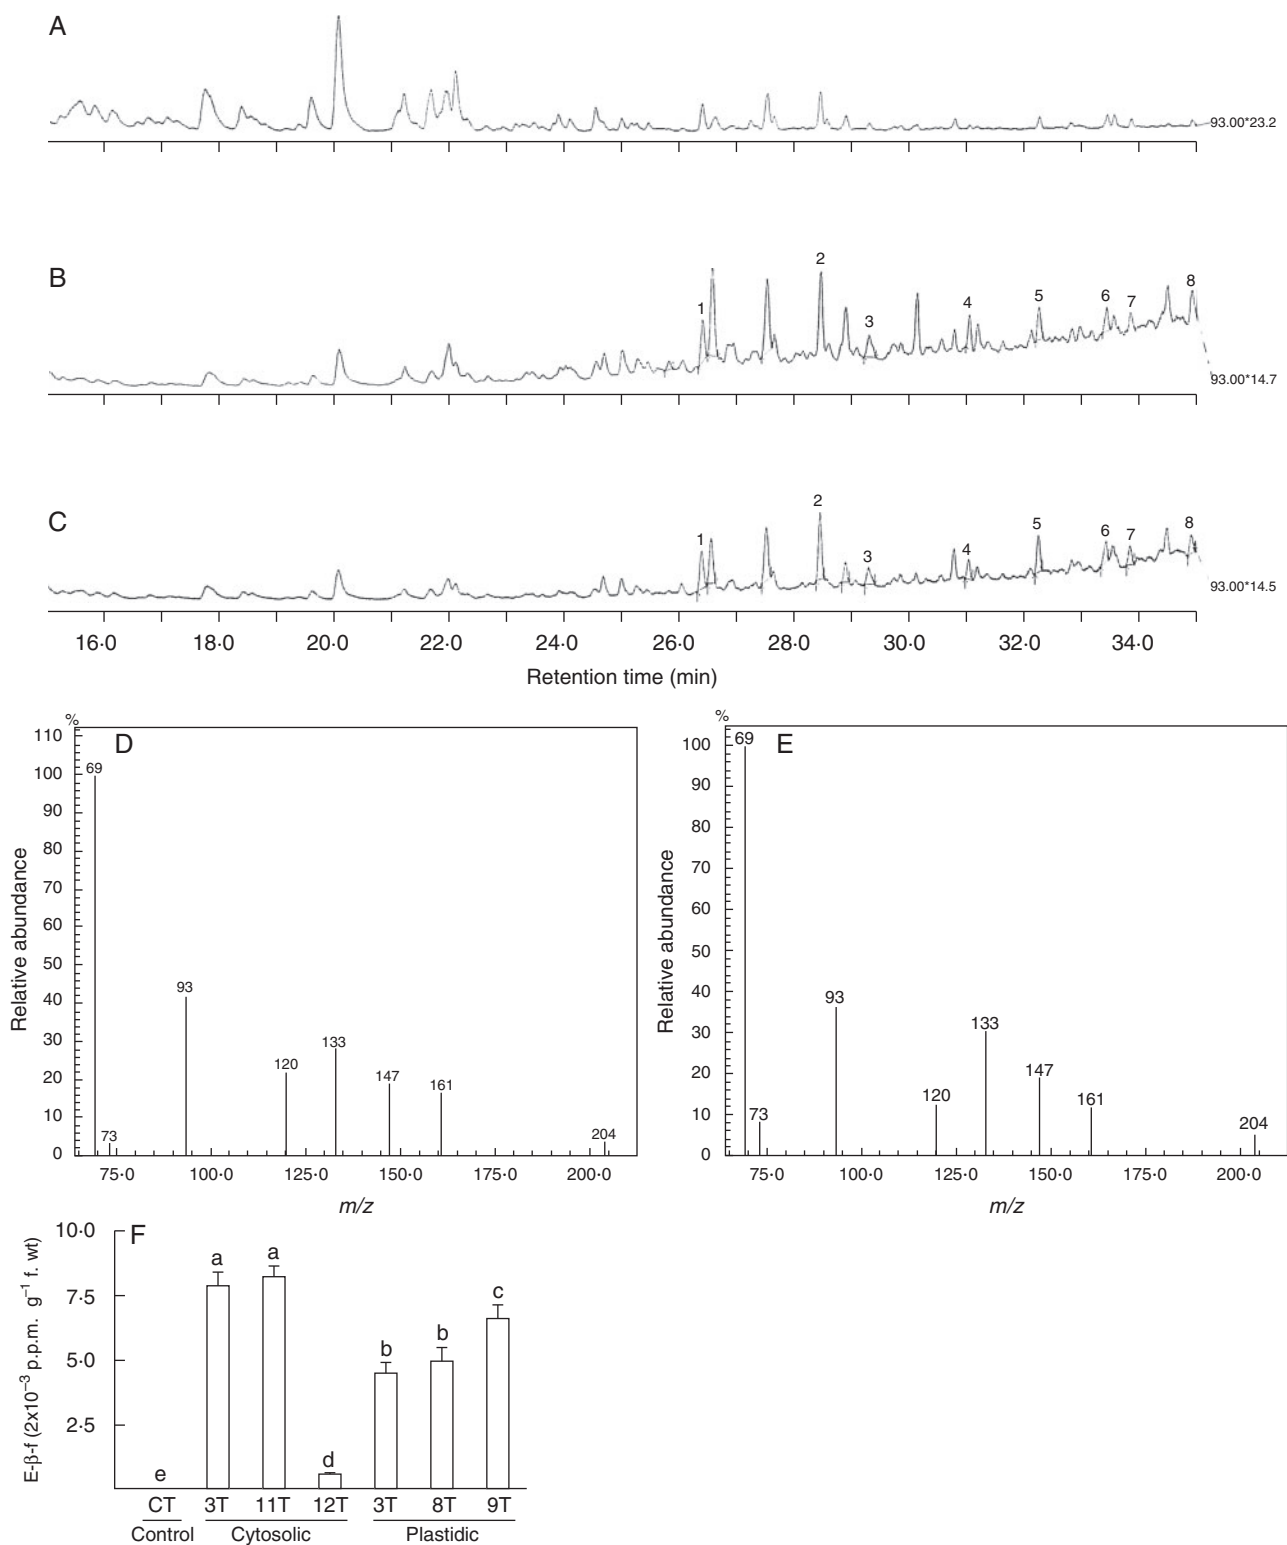 A
93.00*23.2
B
1 2 3 4 5 6 7 8
93.00*14.7
C
1 2 3 4 5 6 7 8
93.00*14.5
16·0 18·0 20·0 22·0 24·0 26·0 28·0 30·0 32·0 34·0
Retention time (min)
%
D
110
100
90
80
70
60
50
40
30
20
10
0
Relative abundance
69
73
93
120
133
147
161
204
75·0 100·0 125·0 150·0 175·0 200·0
m/z
%
E
100
90
80
70
60
50
40
30
20
10
0
Relative abundance
69
73
93
120
133
147
161
204
75·0 100·0 125·0 150·0 175·0 200·0
m/z
F
E-β-f (2x10⁻³ p.p.m. g⁻¹ f. wt)
10·0
7·5
5·0
2·5
e a a d b b c
CT 3T 11T 12T 3T 8T 9T
Control Cytosolic Plastidic